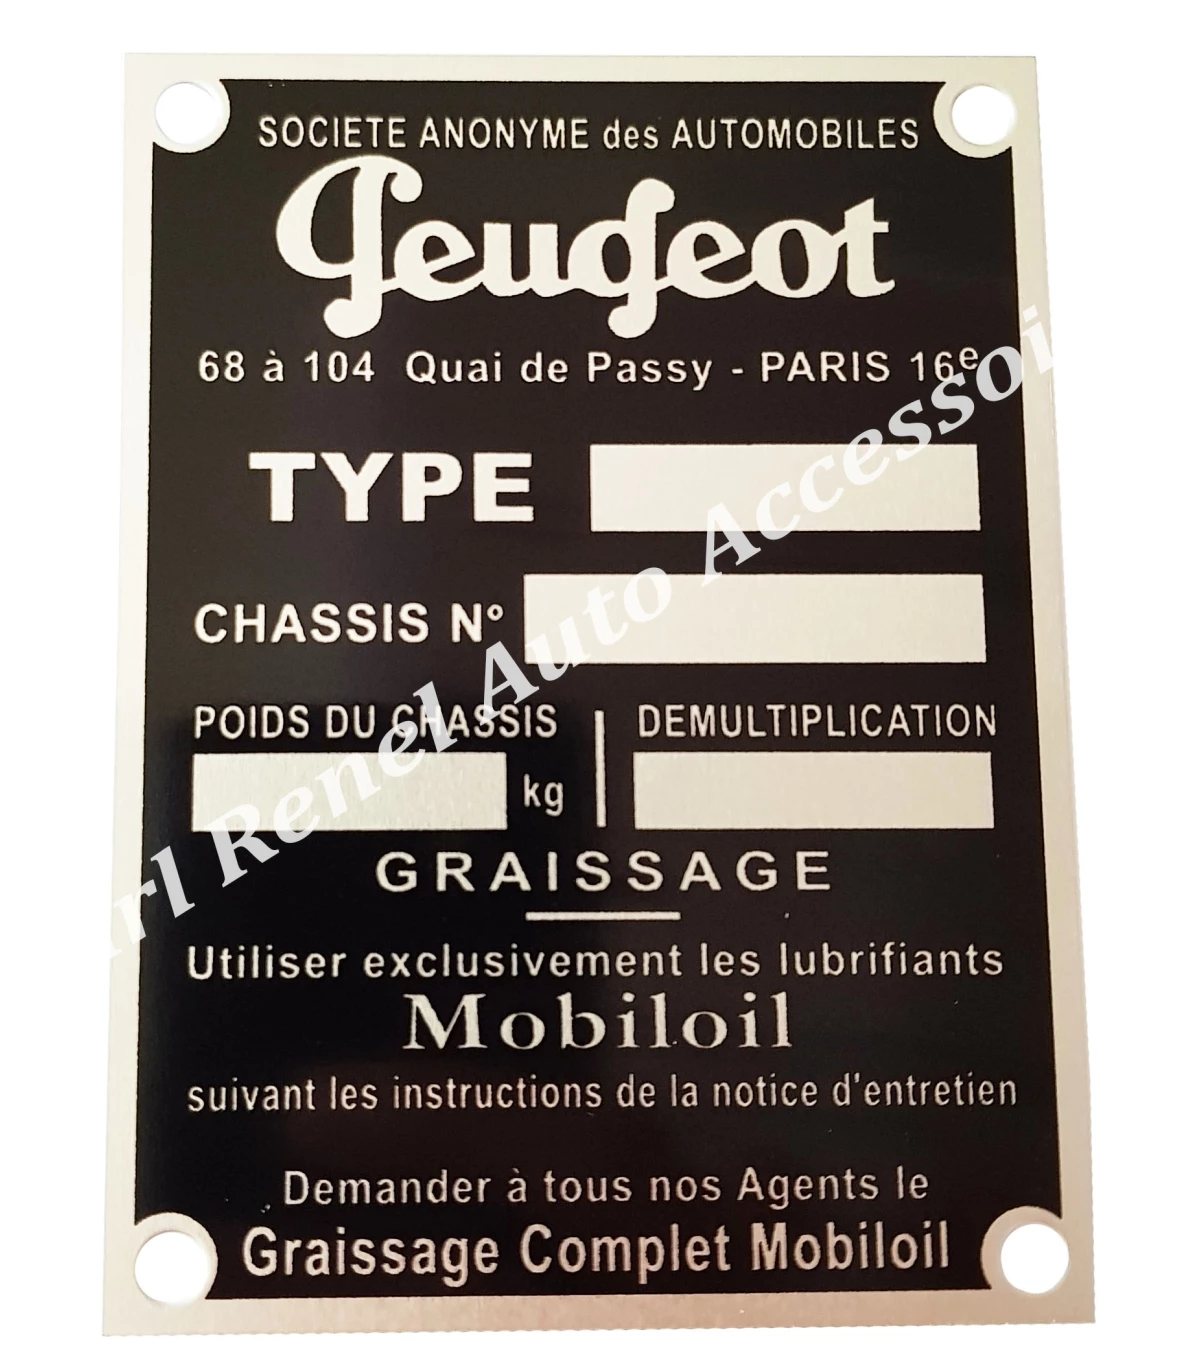 SOCIETE ANONYME des AUTOMOBILES
Peugeot
68 à 104 Quai de Passy - PARIS 16e
TYPE
CHASSIS N°
POIDS DU CHASSIS
kg
DEMULTIPLICATION
GRAISSAGE
Utiliser exclusivement les lubrifiants
Mobiloil
suivant les instructions de la notice d'entretien
Demander à tous nos Agents le
Graissage Complet Mobiloil
Renel Auto